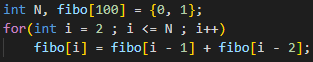 int N, fibo[100] = {0, 1};
for(int i = 2 ; i <= N ; i++)
    fibo[i] = fibo[i - 1] + fibo[i - 2];